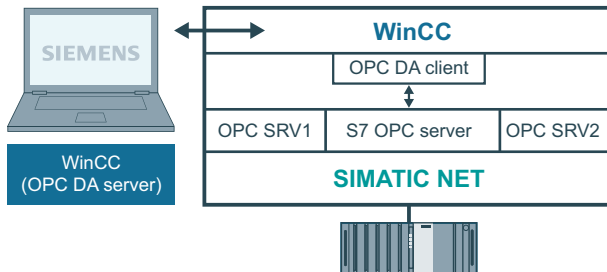 SIEMENS
WinCC
(OPC DA server)
WinCC
OPC DA client
OPC SRV1
S7 OPC server
OPC SRV2
SIMATIC NET